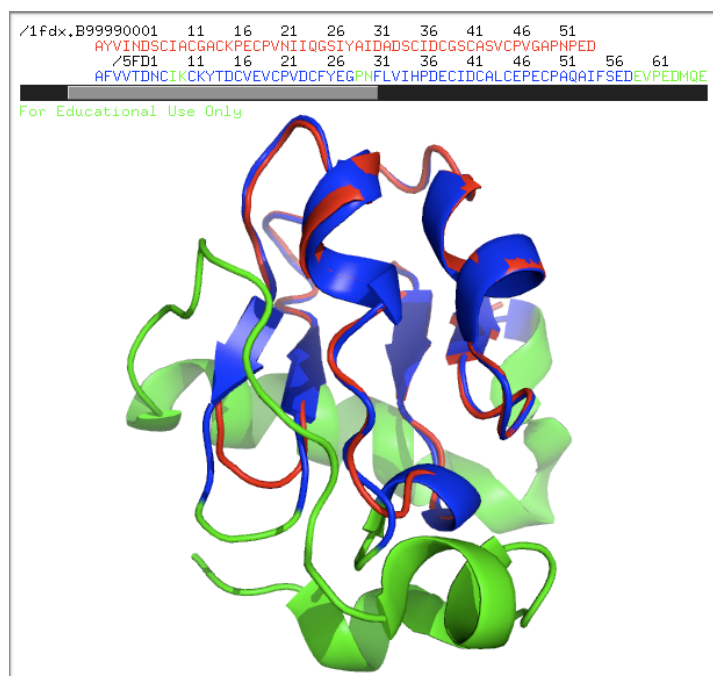 /1fdx.B99990001 11 16 21 26 31 36 41 46 51
AYVINDSCIACGACKPECPVNIIQGSIYAIDADSCIDCGSCASVCPVGAPNPED
/5FD1 11 16 21 26 31 36 41 46 51 56 61
AFVVTDNCIKCKYTDCVEVCPVDCFYEGPNFLVIHPDECIDCALCEPECPAQAIFSEDEVPEDMQE
For Educational Use Only